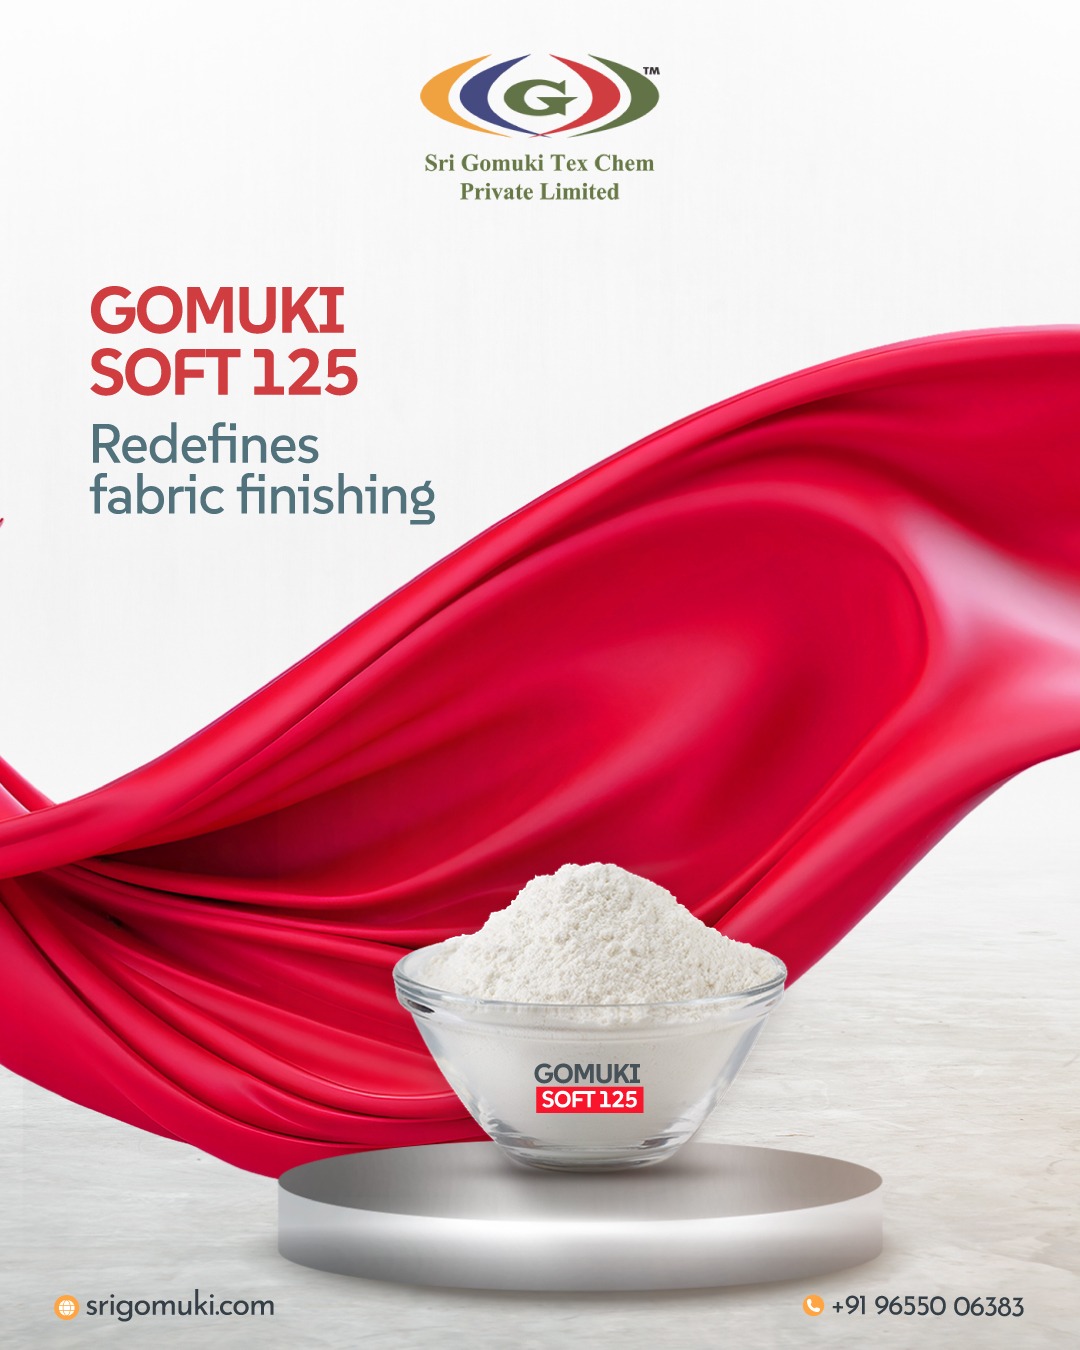 G
TM
Sri Gomuki Tex Chem
Private Limited
GOMUKI
SOFT 125
Redefines
fabric finishing
GOMUKI
SOFT 125
srigomuki.com
+91 96550 06383